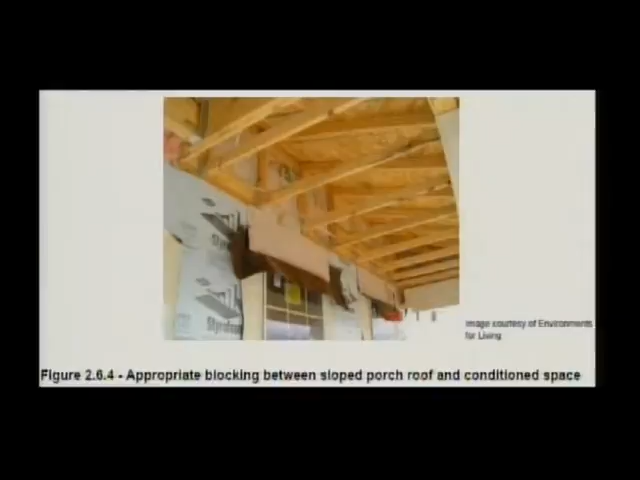 Styrofoam
Image courtesy of Environments
for Living
Figure 2.6.4 - Appropriate blocking between sloped porch roof and conditioned space